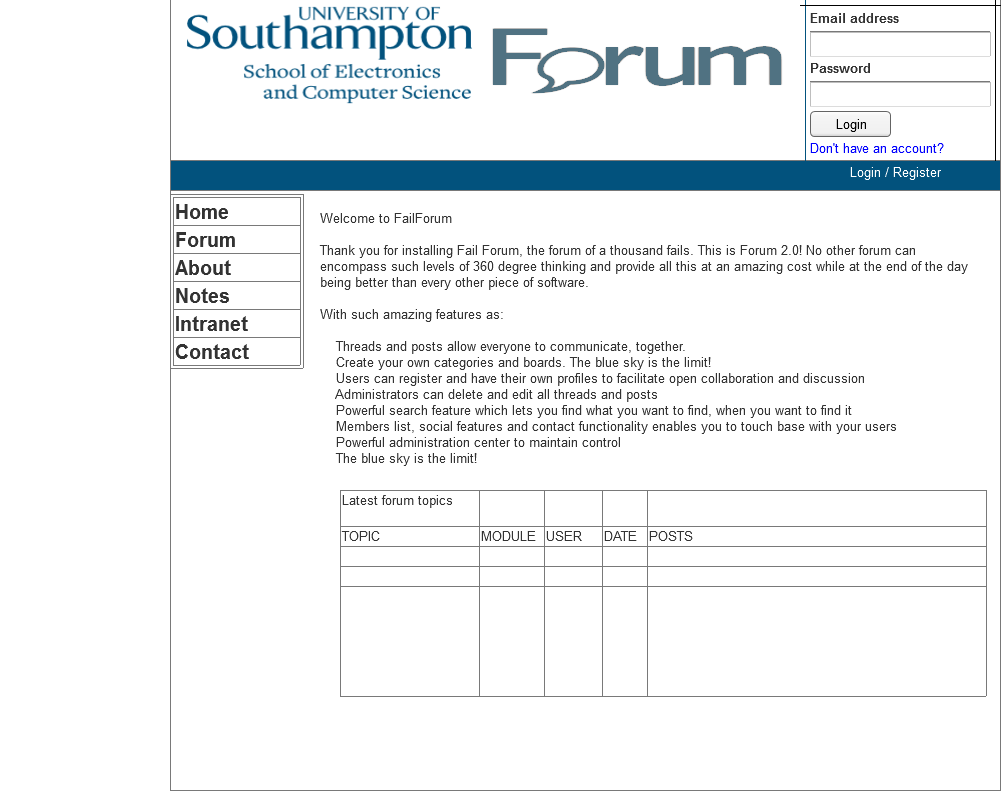 UNIVERSITY OF
Southampton
School of Electronics
and Computer Science
Forum
Email address
Password
Login
Don't have an account?
Login / Register
Home
Forum
About
Notes
Intranet
Contact
Welcome to FailForum
Thank you for installing Fail Forum, the forum of a thousand fails. This is Forum 2.0! No other forum can
encompass such levels of 360 degree thinking and provide all this at an amazing cost while at the end of the day
being better than every other piece of software.
With such amazing features as:
Threads and posts allow everyone to communicate, together.
Create your own categories and boards. The blue sky is the limit!
Users can register and have their own profiles to facilitate open collaboration and discussion
Administrators can delete and edit all threads and posts
Powerful search feature which lets you find what you want to find, when you want to find it
Members list, social features and contact functionality enables you to touch base with your users
Powerful administration center to maintain control
The blue sky is the limit!
Latest forum topics
TOPIC MODULE USER DATE POSTS